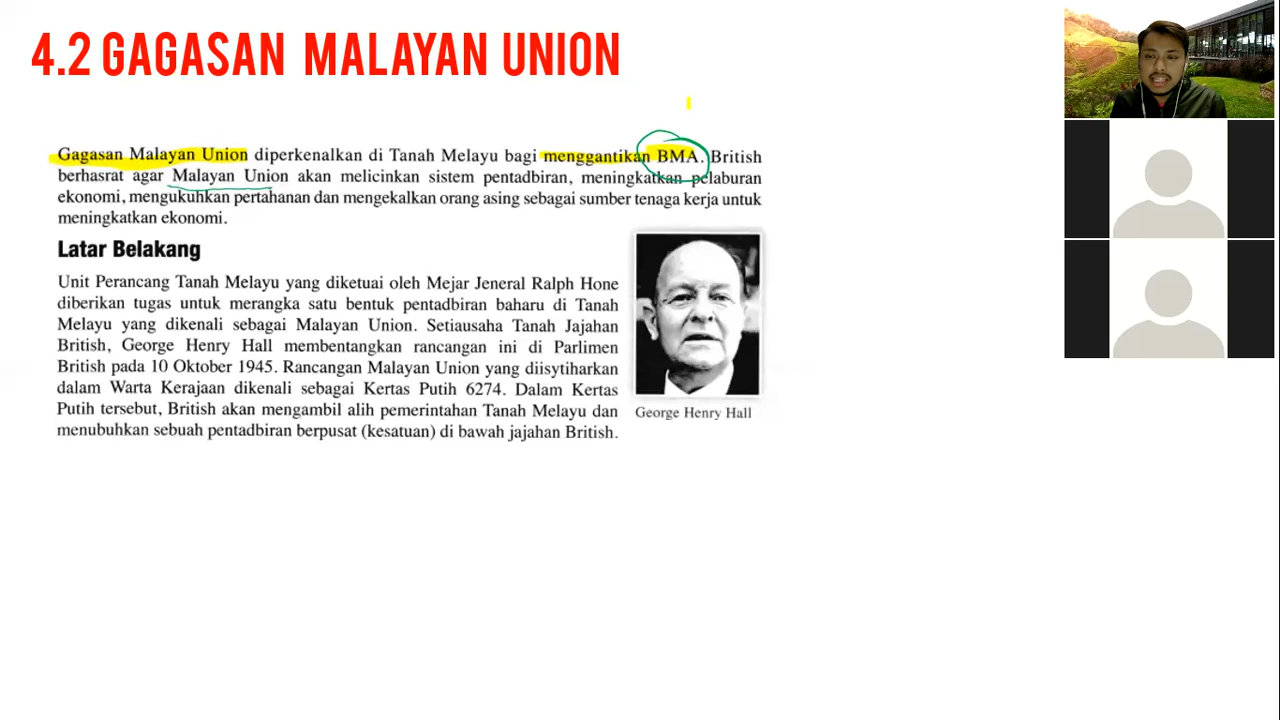 4.2 GAGASAN MALAYAN UNION
Gagasan Malayan Union diperkenalkan di Tanah Melayu bagi menggantikan BMA. British
berhasrat agar Malayan Union akan melicinkan sistem pentadbiran, meningkatkan pelaburan
ekonomi, mengukuhkan pertahanan dan mengekalkan orang asing sebagai sumber tenaga kerja untuk
meningkatkan ekonomi.
Latar Belakang
Unit Perancang Tanah Melayu yang diketuai oleh Mejar Jeneral Ralph Hone
diberikan tugas untuk merangka satu bentuk pentadbiran baharu di Tanah
Melayu yang dikenali sebagai Malayan Union. Setiausaha Tanah Jajahan
British, George Henry Hall membentangkan rancangan ini di Parlimen
British pada 10 Oktober 1945. Rancangan Malayan Union yang diisytiharkan
dalam Warta Kerajaan dikenali sebagai Kertas Putih 6274. Dalam Kertas
Putih tersebut, British akan mengambil alih pemerintahan Tanah Melayu dan
menubuhkan sebuah pentadbiran berpusat (kesatuan) di bawah jajahan British.
George Henry Hall